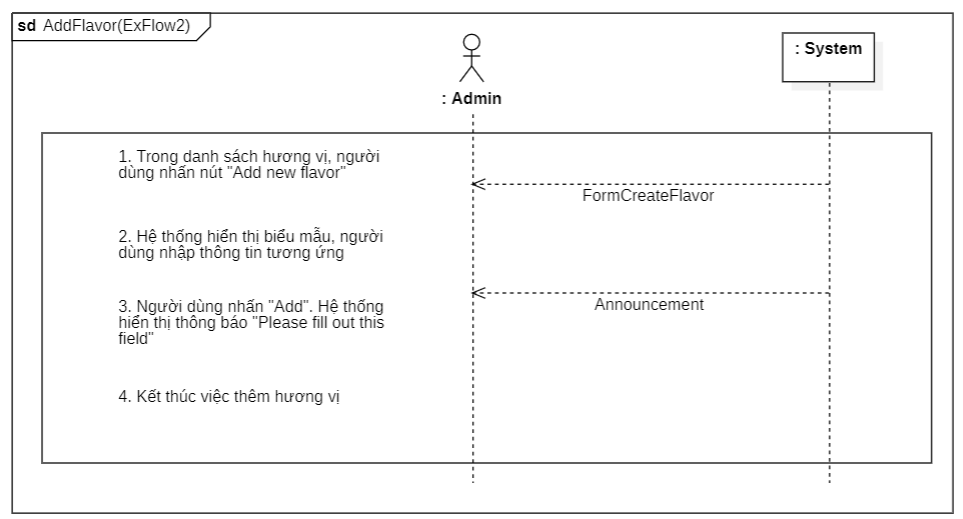 sd AddFlavor(ExFlow2)
: System
: Admin
1. Trong danh sách hương vị, người
dùng nhấn nút "Add new flavor"
FormCreateFlavor
2. Hệ thống hiển thị biểu mẫu, người
dùng nhập thông tin tương ứng
3. Người dùng nhấn "Add". Hệ thống
hiển thị thông báo "Please fill out this
field"
Announcement
4. Kết thúc việc thêm hương vị